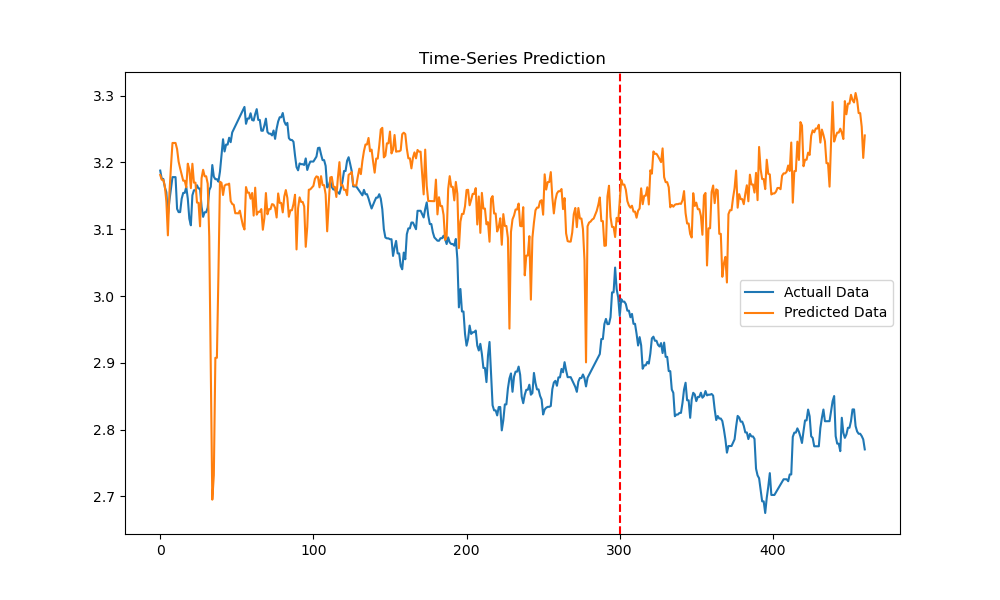 Time-Series Prediction
3.3
3.2
3.1
3.0
2.9
2.8
2.7
Actuall Data
Predicted Data
0 100 200 300 400